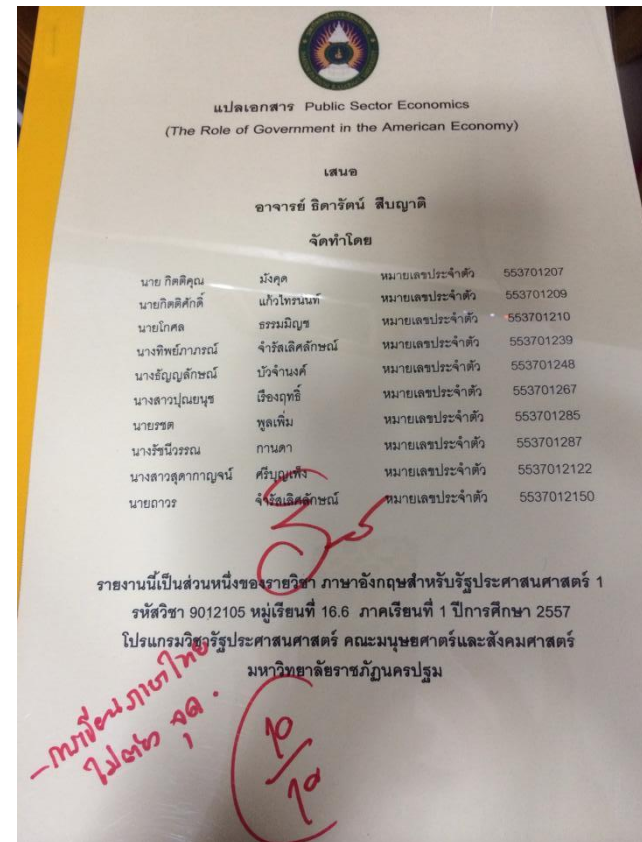 แปลเอกสาร Public Sector Economics
(The Role of Government in the American Economy)
เสนอ
อาจารย์ ธิดารัตน์ สืบญาติ
จัดทำโดย
นาย กิตติคุณ มังคุด หมายเลขประจำตัว 553701207
นายกิตติศักดิ์ แก้วไทรนันท์ หมายเลขประจำตัว 553701209
นายโกศล ธรรมมิญช หมายเลขประจำตัว 553701210
นางทิพย์ภาภรณ์ จำรัสเลิศลักษณ์ หมายเลขประจำตัว 553701239
นางธัญญลักษณ์ บัวจำนงค์ หมายเลขประจำตัว 553701248
นางสาวปุณยนุช เรืองฤทธิ์ หมายเลขประจำตัว 553701267
นายรชต พูลเพิ่ม หมายเลขประจำตัว 553701285
นางรัชนีวรรณ กานดา หมายเลขประจำตัว 553701287
นางสาวสุดากาญจน์ ศรีบุญเพ็ง หมายเลขประจำตัว 5537012122
นายถาวร จำรัสเลิศลักษณ์ หมายเลขประจำตัว 5537012150
รายงานนี้เป็นส่วนหนึ่งของรายวิชา ภาษาอังกฤษสำหรับรัฐประศาสนศาสตร์ 1
รหัสวิชา 9012105 หมู่เรียนที่ 16.6 ภาคเรียนที่ 1 ปีการศึกษา 2557
โปรแกรมวิชารัฐประศาสนศาสตร์ คณะมนุษยศาตร์และสังคมศาสตร์
มหาวิทยาลัยราชภัฏนครปฐม
- การเขียนภาษาไทย
ไม่ต้อง จุด .